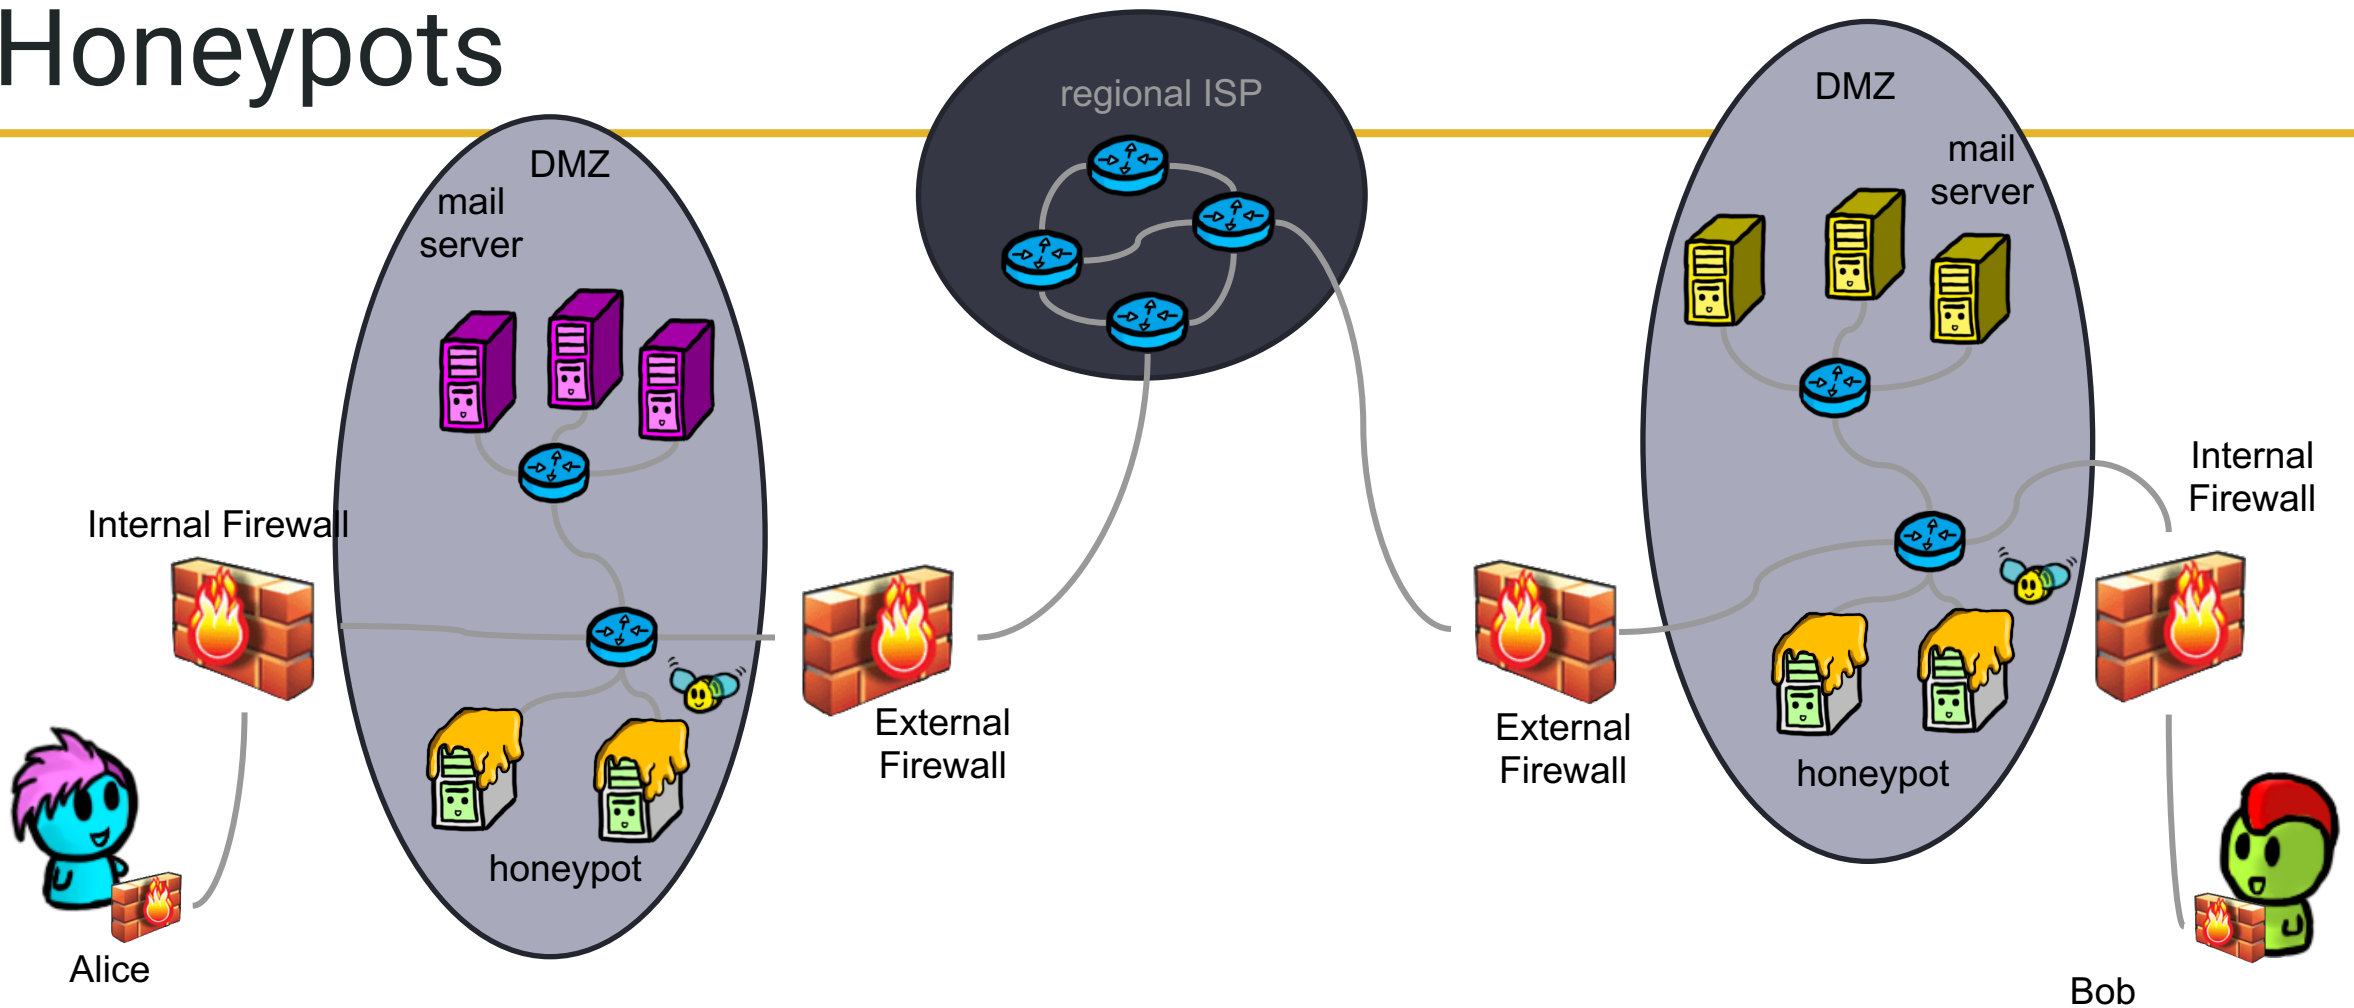 Honeypots
regional ISP
DMZ
mail
server
Internal Firewall
External
Firewall
honeypot
Alice
DMZ
mail
server
Internal
Firewall
External
Firewall
honeypot
Bob